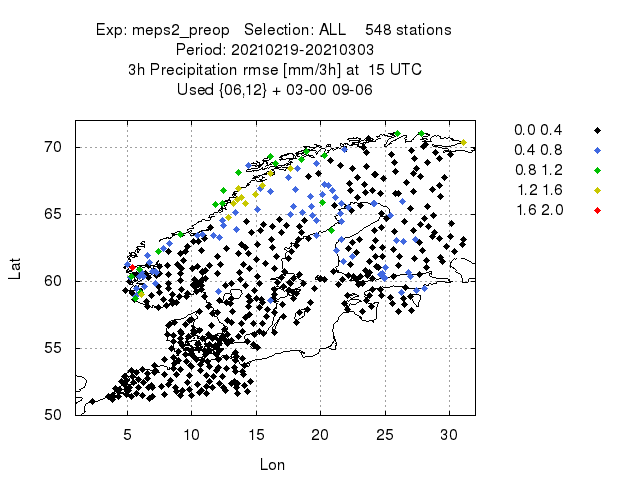 Exp: meps2_preop   Selection: ALL    548 stations
Period: 20210219-20210303
3h Precipitation rmse [mm/3h] at  15 UTC
Used {06,12} + 03-00 09-06
0.0 0.4
0.4 0.8
0.8 1.2
1.2 1.6
1.6 2.0
70
65
60
55
50
Lat
5 10 15 20 25 30
Lon